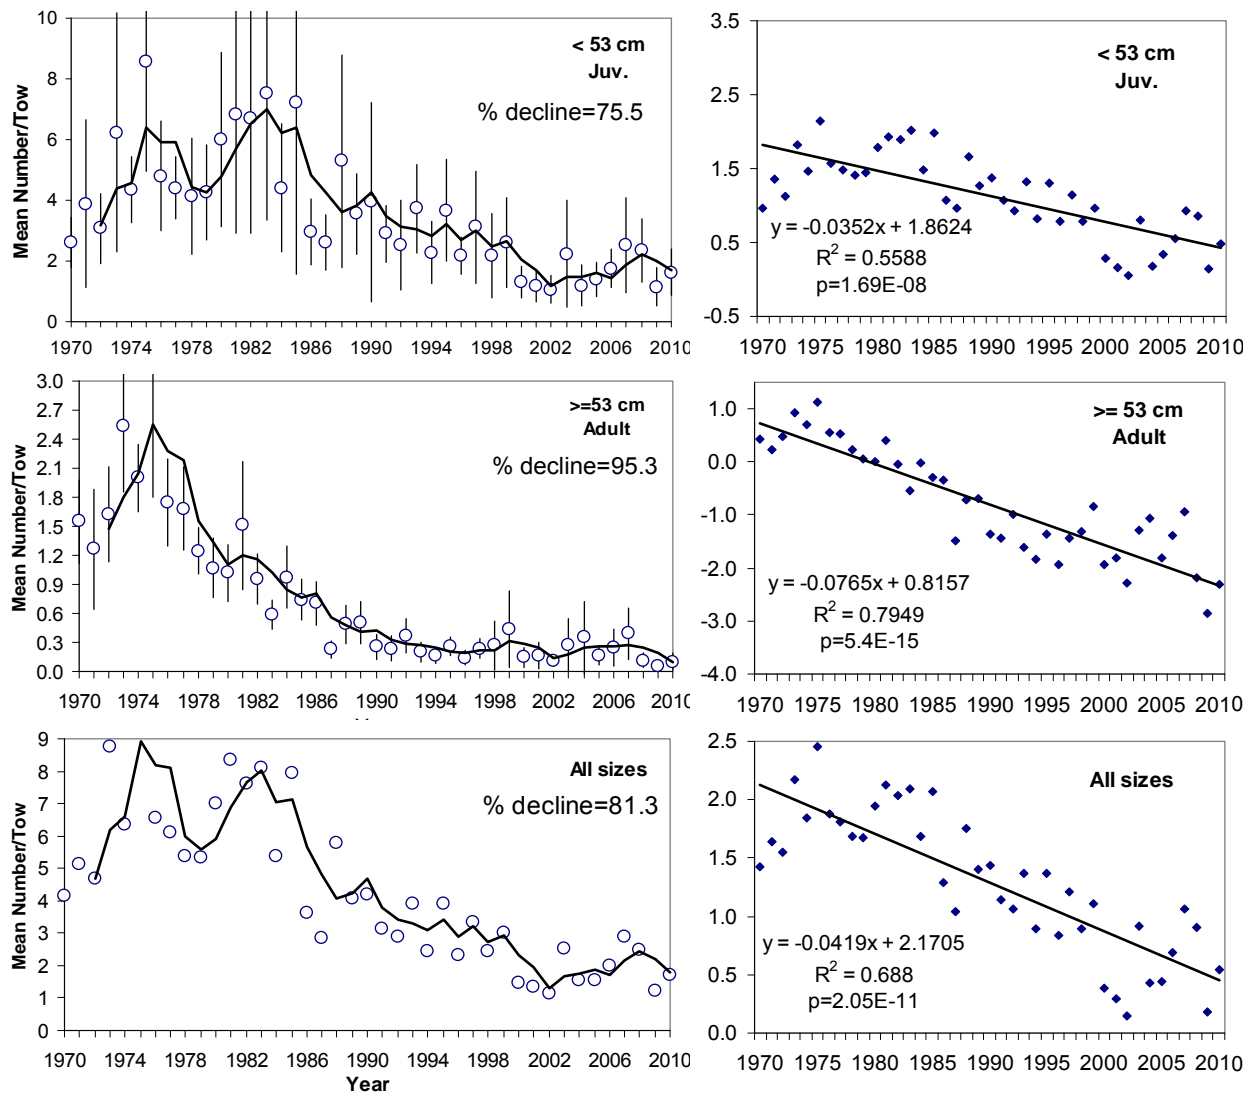 10
8
6
4
2
0
Mean Number/Tow
< 53 cm
Juv.
% decline=75.5
1970 1974 1978 1982 1986 1990 1994 1998 2002 2006 2010
3.5
2.5
1.5
0.5
-0.5
< 53 cm
Juv.
y = -0.0352x + 1.8624
R² = 0.5588
p=1.69E-08
1970 1975 1980 1985 1990 1995 2000 2005 2010
3.0
2.7
2.4
2.1
1.8
1.5
1.2
0.9
0.6
0.3
0.0
Mean Number/Tow
>=53 cm
Adult
% decline=95.3
1970 1974 1978 1982 1986 1990 1994 1998 2002 2006 2010
1.0
0.0
-1.0
-2.0
-3.0
-4.0
>= 53 cm
Adult
y = -0.0765x + 0.8157
R² = 0.7949
p=5.4E-15
1970 1975 1980 1985 1990 1995 2000 2005 2010
9
8
7
6
5
4
3
2
1
0
Mean Number/Tow
All sizes
% decline=81.3
1970 1974 1978 1982 1986 1990 1994 1998 2002 2006 2010
Year
2.5
2.0
1.5
1.0
0.5
0.0
All sizes
y = -0.0419x + 2.1705
R² = 0.688
p=2.05E-11
1970 1975 1980 1985 1990 1995 2000 2005 2010